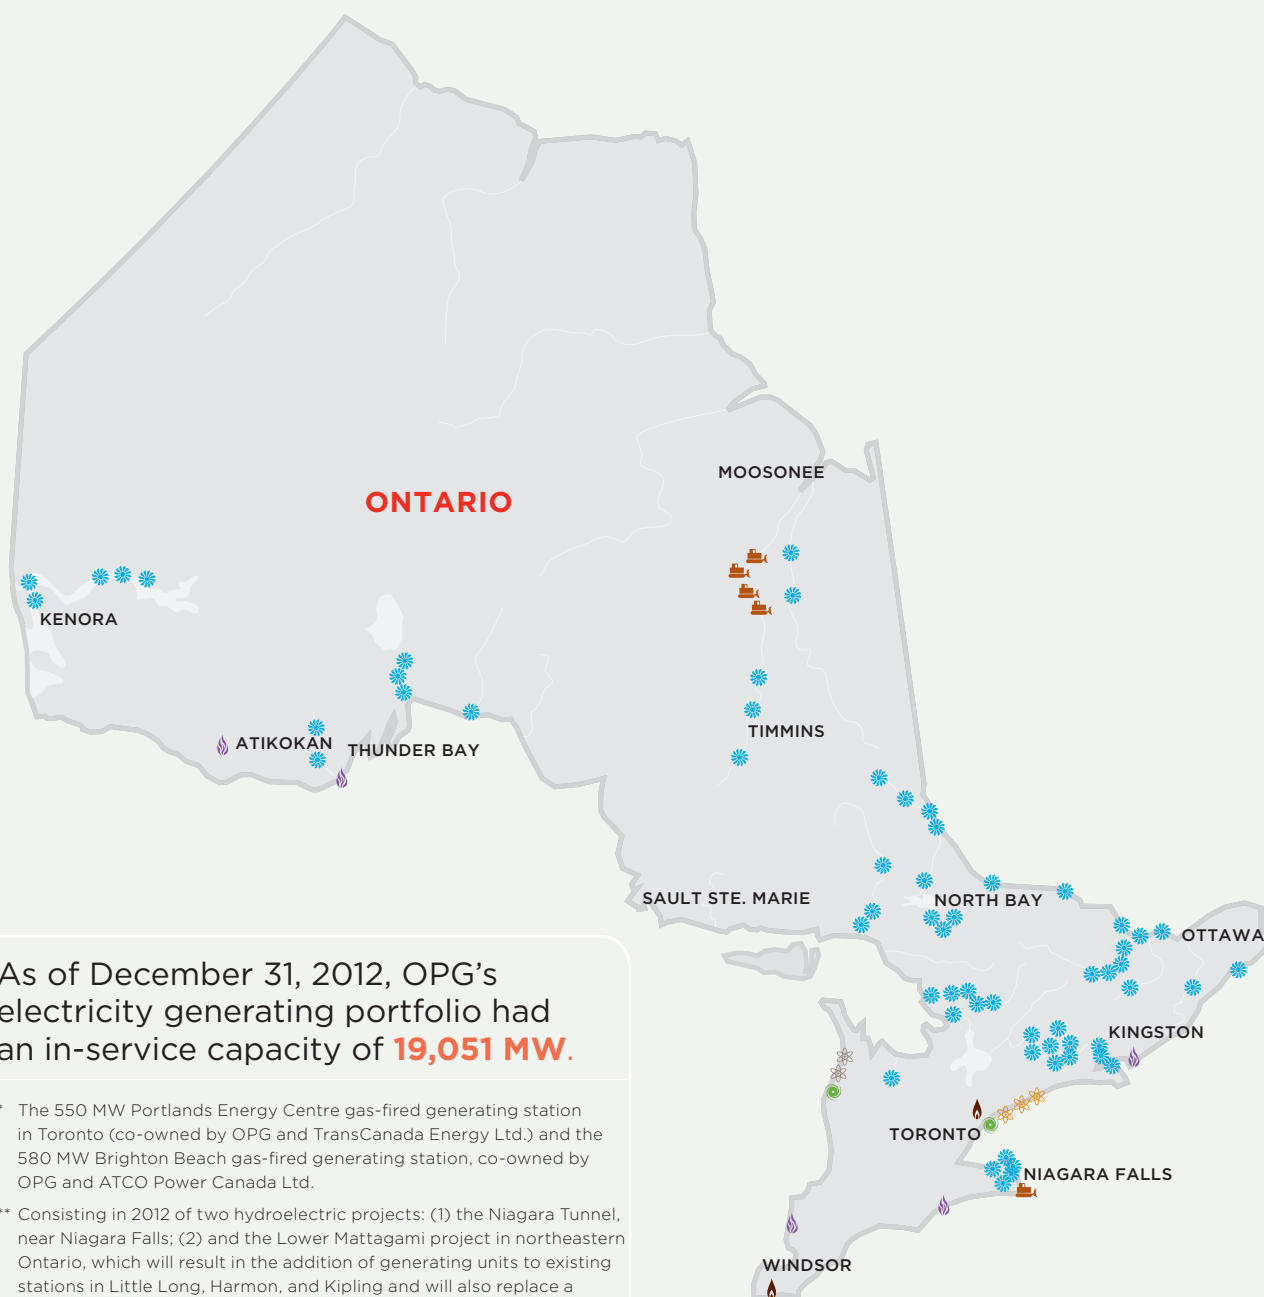 MOOSONEE
ONTARIO
KENORA
TIMMINS
ATIKOKAN
THUNDER BAY
SAULT STE. MARIE
NORTH BAY
OTTAWA
KINGSTON
TORONTO
NIAGARA FALLS
WINDSOR
As of December 31, 2012, OPG's
electricity generating portfolio had
an in-service capacity of 19,051 MW.
* The 550 MW Portlands Energy Centre gas-fired generating station
in Toronto (co-owned by OPG and TransCanada Energy Ltd.) and the
580 MW Brighton Beach gas-fired generating station, co-owned by
OPG and ATCO Power Canada Ltd.
** Consisting in 2012 of two hydroelectric projects: (1) the Niagara Tunnel,
near Niagara Falls; (2) and the Lower Mattagami project in northeastern
Ontario, which will result in the addition of generating units to existing
stations in Little Long, Harmon, and Kipling and will also replace a